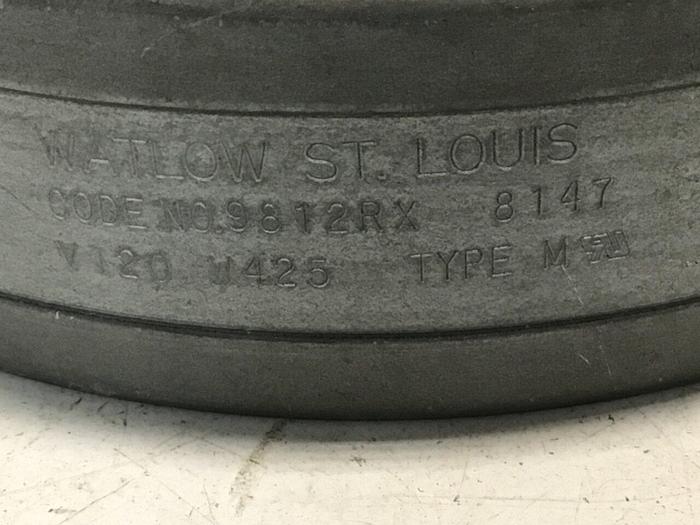 WATLOW ST. LOUIS
CODE NO. 9812RX 8147
V120 W425 TYPE M